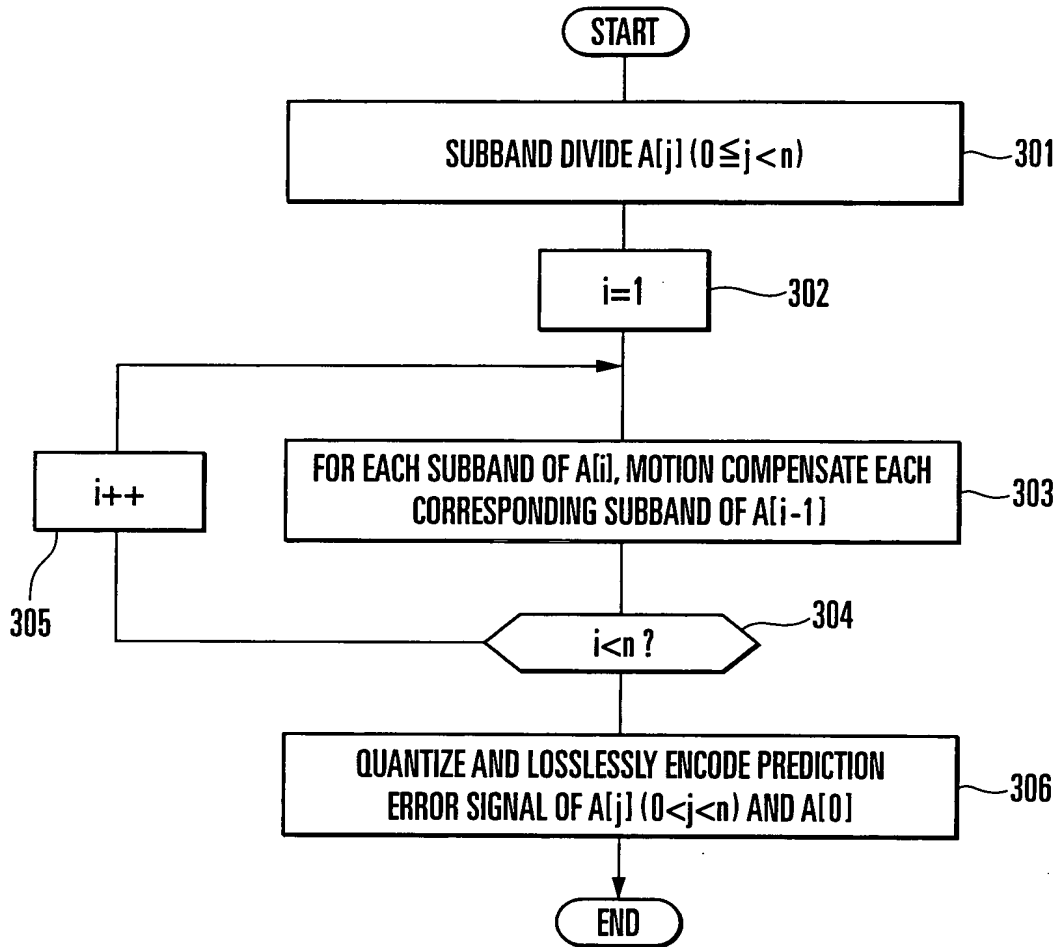 START
SUBBAND DIVIDE A[j] (0≦j<n)
301
i=1
302
FOR EACH SUBBAND OF A[i], MOTION COMPENSATE EACH
CORRESPONDING SUBBAND OF A[i-1]
303
i++
305
i<n ?
304
QUANTIZE AND LOSSLESSLY ENCODE PREDICTION
ERROR SIGNAL OF A[j] (0<j<n) AND A[0]
306
END